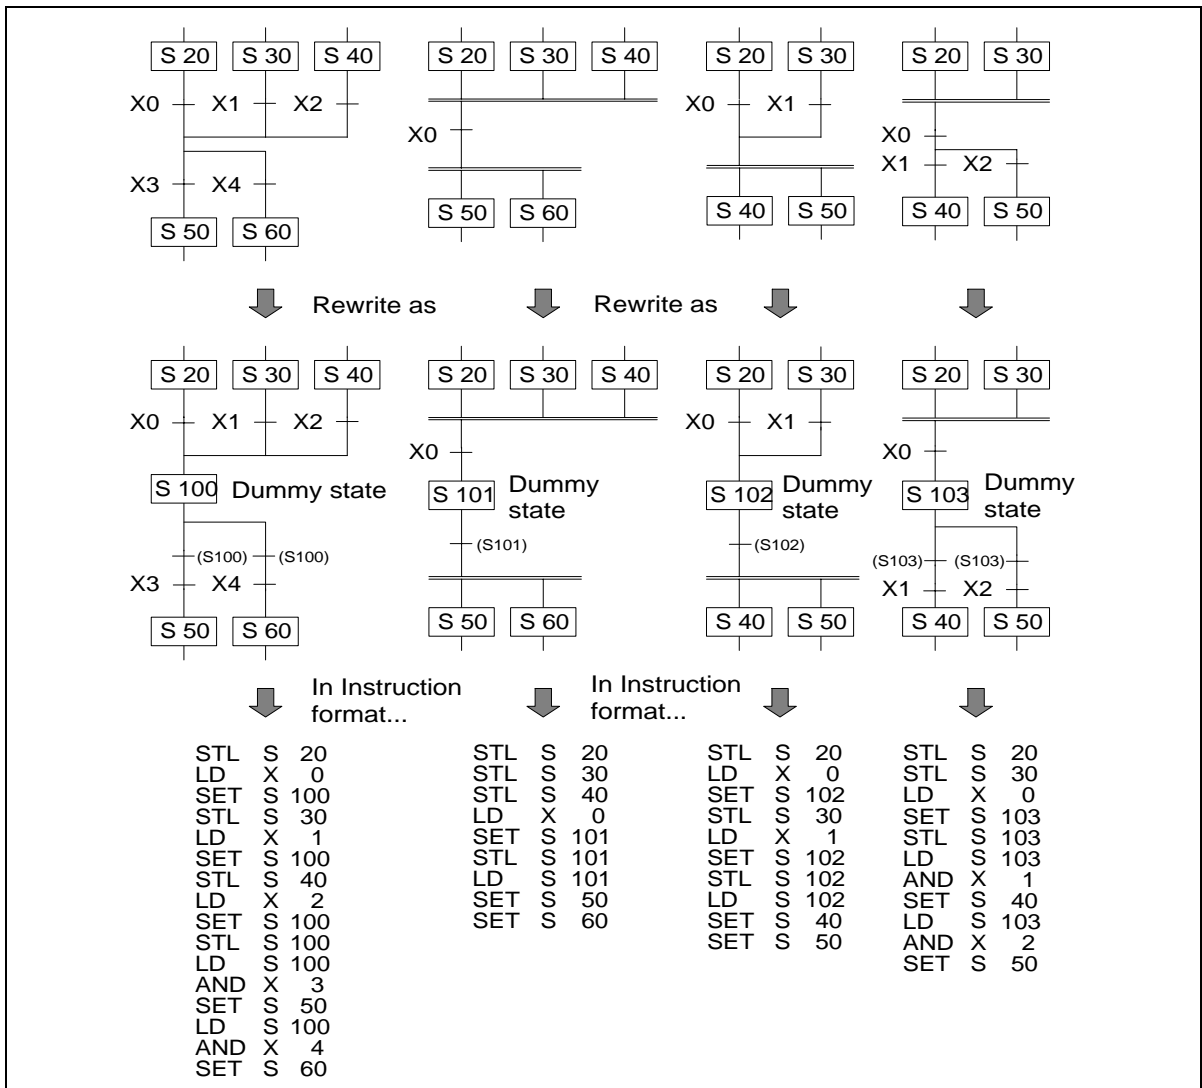 S 20 S 30 S 40 S 20 S 30 S 40 S 20 S 30 S 20 S 30
X0 X1 X2 X0 X1
X0 X0
X1 X2
X3 X4
S 50 S 60 S 50 S 60 S 40 S 50 S 40 S 50
Rewrite as Rewrite as
S 20 S 30 S 40 S 20 S 30 S 40 S 20 S 30 S 20 S 30
X0 X1 X2 X0 X1
X0 X0
S 100 Dummy state S 101 Dummy state S 102 Dummy state S 103 Dummy state
(S100) (S100) (S101) (S102) (S103) (S103)
X3 X4 X1 X2
S 50 S 60 S 50 S 60 S 40 S 50 S 40 S 50
In Instruction format... In Instruction format...
STL S 20
LD X 0
SET S 100
STL S 30
LD X 1
SET S 100
STL S 40
LD X 2
SET S 100
STL S 100
LD S 100
AND X 3
SET S 50
LD S 100
AND X 4
SET S 60
STL S 20
STL S 30
STL S 40
LD X 0
SET S 101
STL S 101
LD S 101
SET S 50
SET S 60
STL S 20
LD X 0
SET S 102
STL S 30
LD X 1
SET S 102
STL S 102
LD S 102
SET S 40
SET S 50
STL S 20
STL S 30
LD X 0
SET S 103
STL S 103
LD S 103
AND X 1
SET S 40
LD S 103
AND X 2
SET S 50